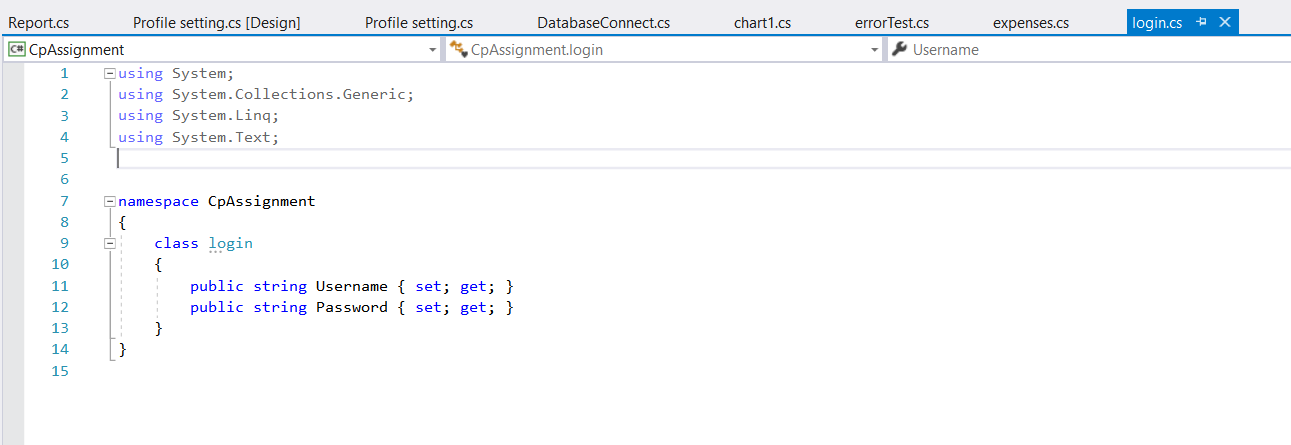 Report.cs Profile setting.cs [Design] Profile setting.cs DatabaseConnect.cs chart1.cs errorTest.cs expenses.cs login.cs
C# CpAssignment CpAssignment.login Username
1 using System;
2 using System.Collections.Generic;
3 using System.Linq;
4 using System.Text;
5
6
7 namespace CpAssignment
8 {
9 class login
10 {
11 public string Username { set; get; }
12 public string Password { set; get; }
13 }
14 }
15